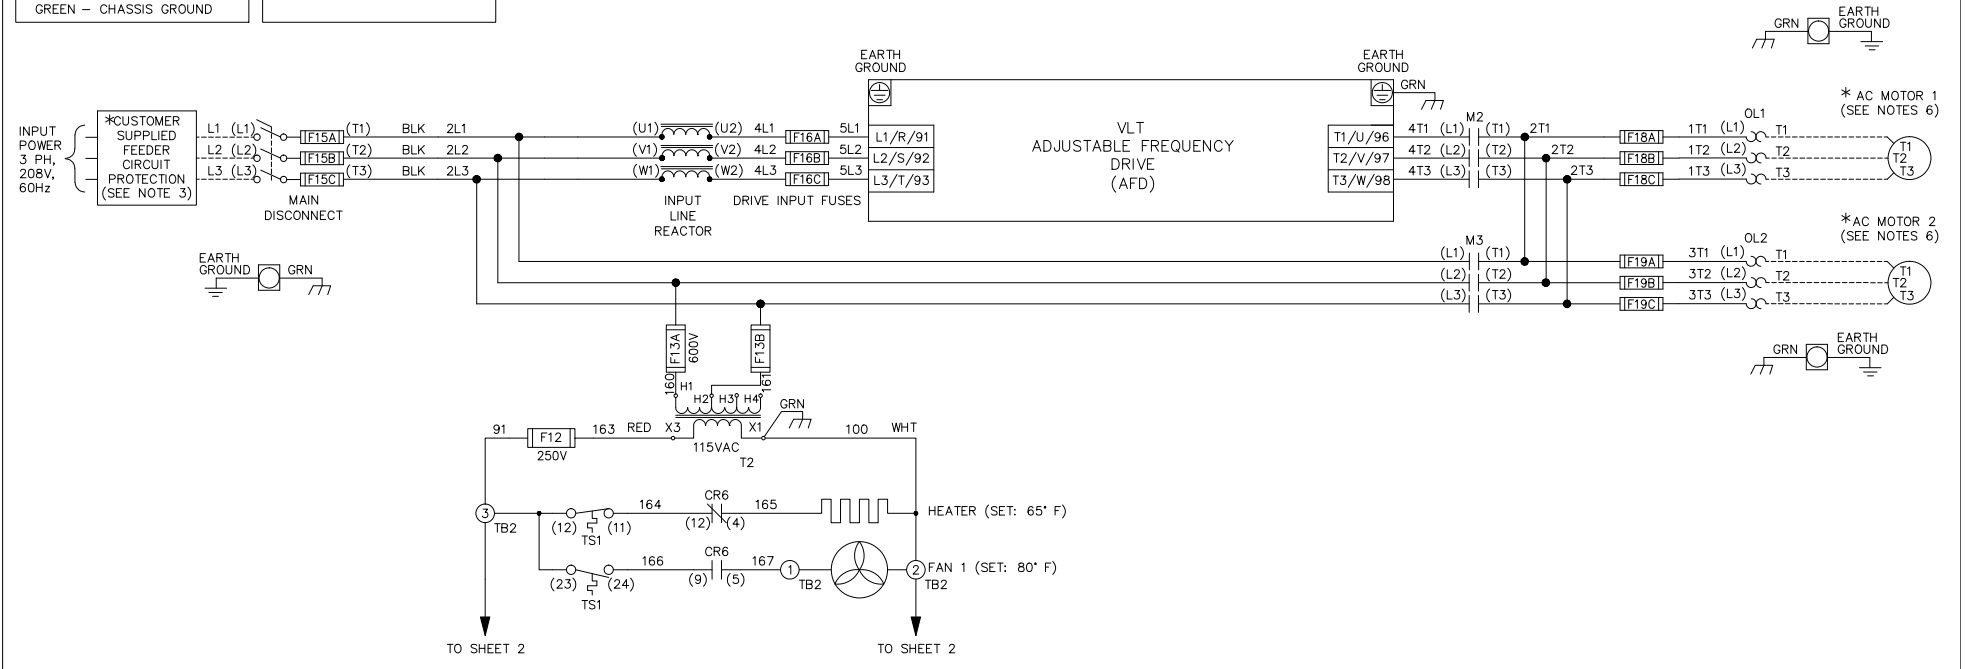 GREEN – CHASSIS GROUND
GRN
EARTH
GROUND
EARTH
GROUND
EARTH
GROUND
GRN
INPUT
POWER
3 PH,
208V,
60Hz
*CUSTOMER
SUPPLIED
FEEDER
CIRCUIT
PROTECTION
(SEE NOTE 3)
L1 (L1) F15A (T1) BLK 2L1 (U1) (U2) 4L1 F16A 5L1 L1/R/91
L2 (L2) F15B (T2) BLK 2L2 (V1) (V2) 4L2 F16B 5L2 L2/S/92
L3 (L3) F15C (T3) BLK 2L3 (W1) (W2) 4L3 F16C 5L3 L3/T/93
MAIN
DISCONNECT
INPUT
LINE
REACTOR
DRIVE INPUT FUSES
VLT
ADJUSTABLE FREQUENCY
DRIVE
(AFD)
M2
OL1
T1/U/96 4T1 (L1) (T1) 2T1 F18A 1T1 (L1) T1
T2/V/97 4T2 (L2) (T2) 2T2 F18B 1T2 (L2) T2
T3/W/98 4T3 (L3) (T3) 2T3 F18C 1T3 (L3) T3
* AC MOTOR 1
(SEE NOTES 6)
T1
T2
T3
M3
OL2
(L1) (T1) F19A 3T1 (L1) T1
(L2) (T2) F19B 3T2 (L2) T2
(L3) (T3) F19C 3T3 (L3) T3
*AC MOTOR 2
(SEE NOTES 6)
T1
T2
T3
EARTH
GROUND
GRN
GRN
EARTH
GROUND
F13A
600V
F13B
160
161
H1
H2 H3 H4
GRN
91 F12 163 RED X3 X1 100 WHT
250V
115VAC
T2
3
TB2
(12) (11)
TS1
164
CR6
(12) (4)
165
HEATER (SET: 65° F)
(23) (24)
TS1
166
CR6
(9) (5)
167
1
TB2
2
TB2
FAN 1 (SET: 80° F)
TO SHEET 2
TO SHEET 2